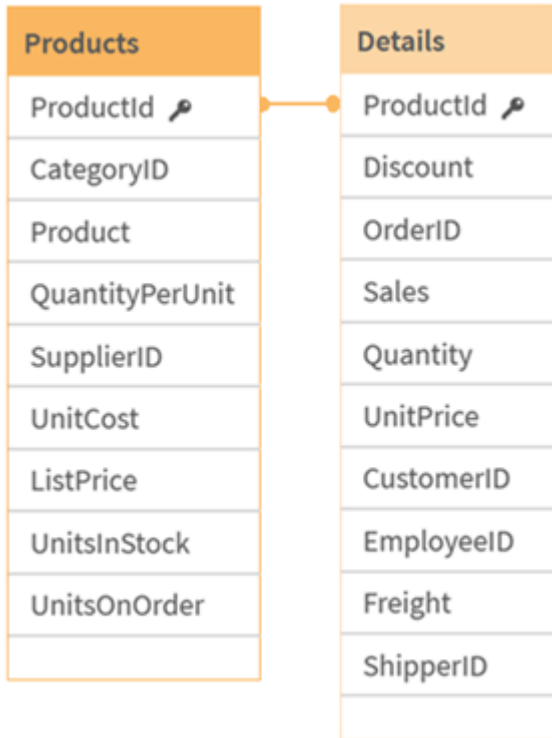 Products
ProductId
CategoryID
Product
QuantityPerUnit
SupplierID
UnitCost
ListPrice
UnitsInStock
UnitsOnOrder
Details
ProductId
Discount
OrderID
Sales
Quantity
UnitPrice
CustomerID
EmployeeID
Freight
ShipperID